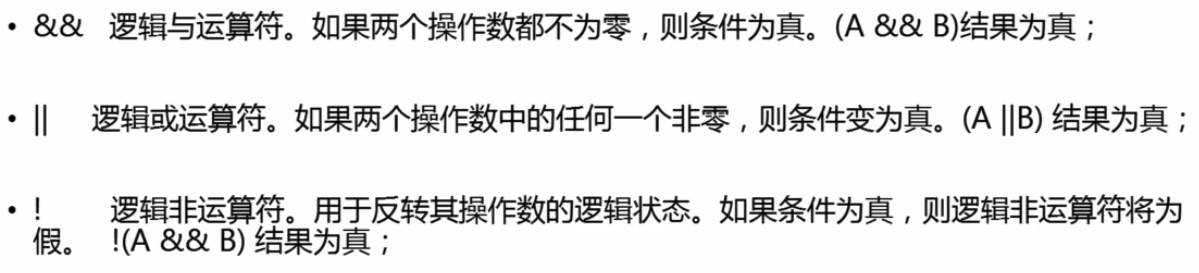 • && 逻辑与运算符。如果两个操作数都不为零，则条件为真。(A && B)结果为真；
• || 逻辑或运算符。如果两个操作数中的任何一个非零，则条件变为真。(A ||B) 结果为真；
• ! 逻辑非运算符。用于反转其操作数的逻辑状态。如果条件为真，则逻辑非运算符将为
假。 !(A && B) 结果为真；